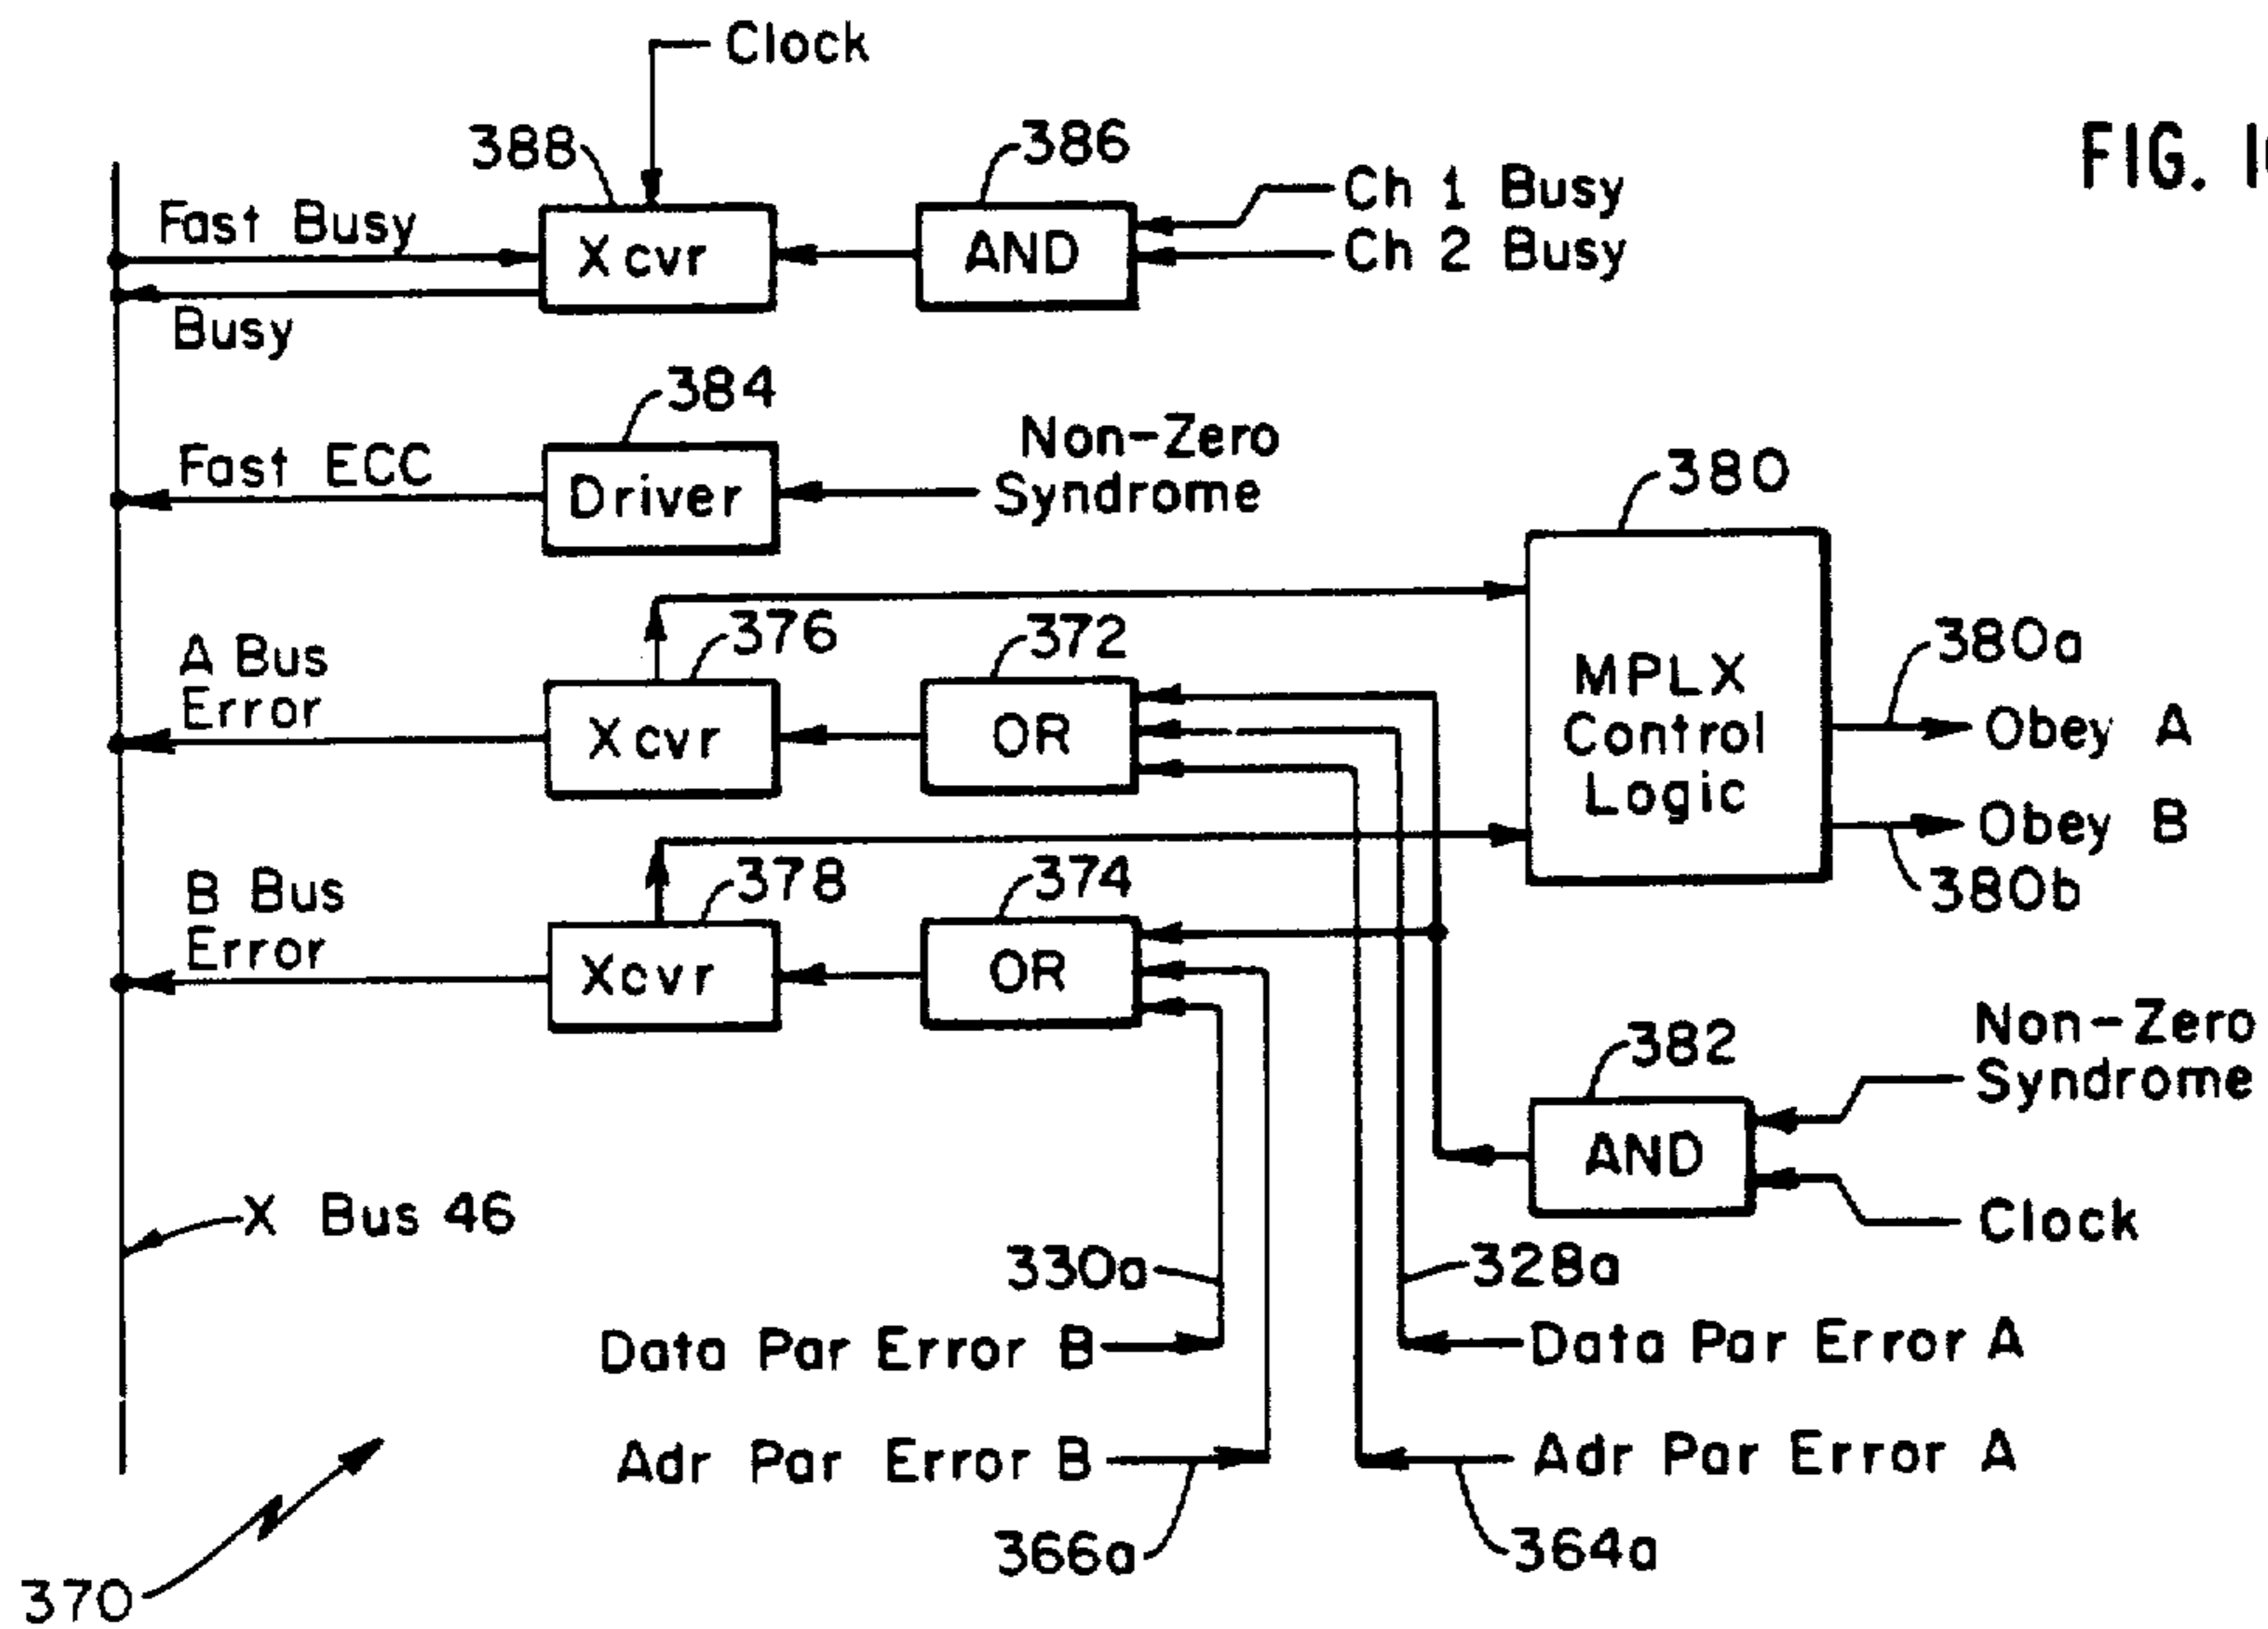 Clock
388
386
FIG.
Ch 1 Busy
Fast Busy
Xcvr
AND
Ch 2 Busy
Busy
384
Non-Zero
Syndrome
Fast ECC
Driver
380
376
372
380a
A Bus
Error
Xcvr
OR
MPLX
Control
Logic
Obey A
Obey B
378
374
380b
B Bus
Error
Xcvr
OR
Non-Zero
Syndrome
382
AND
X Bus 46
Clock
330a
328a
Data Par Error B
Data Par Error A
Adr Par Error B
Adr Par Error A
366a
364a
370